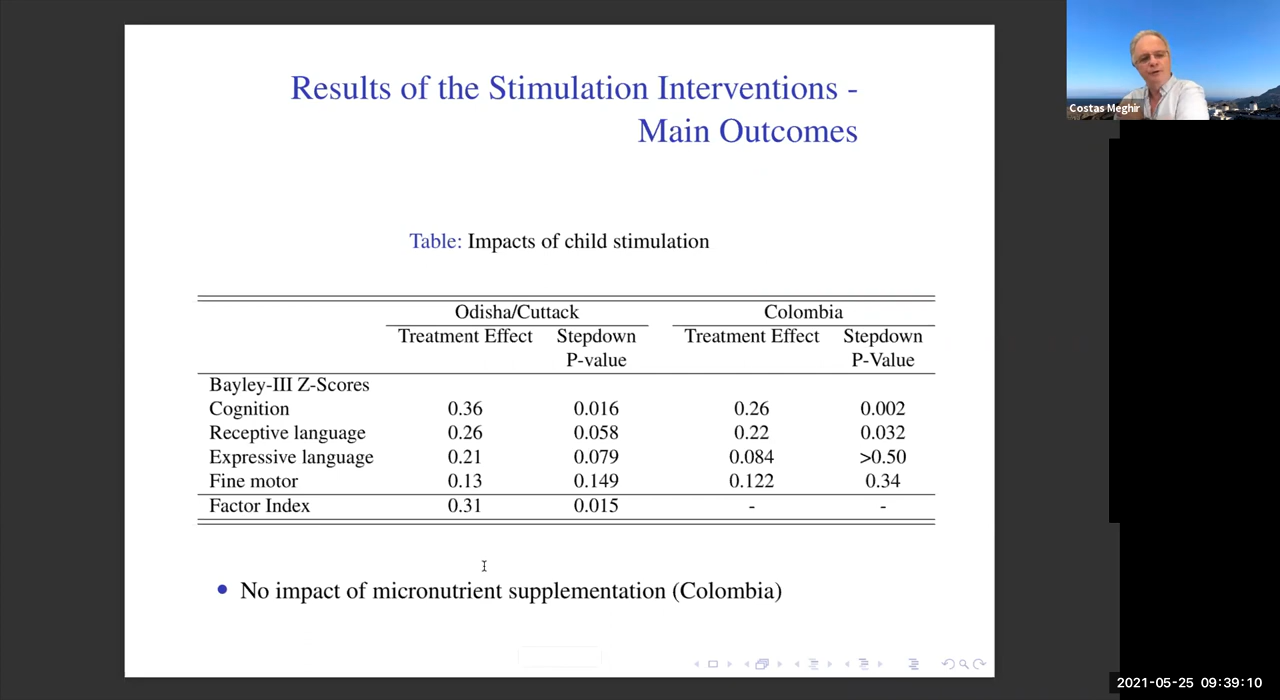 Results of the Stimulation Interventions -
Main Outcomes
Costas Meghir
Table: Impacts of child stimulation
Odisha/Cuttack Colombia
Treatment Effect Stepdown Treatment Effect Stepdown
P-value P-Value
Bayley-III Z-Scores
Cognition 0.36 0.016 0.26 0.002
Receptive language 0.26 0.058 0.22 0.032
Expressive language 0.21 0.079 0.084 >0.50
Fine motor 0.13 0.149 0.122 0.34
Factor Index 0.31 0.015 - -
• No impact of micronutrient supplementation (Colombia)
2021-05-25 09:39:10